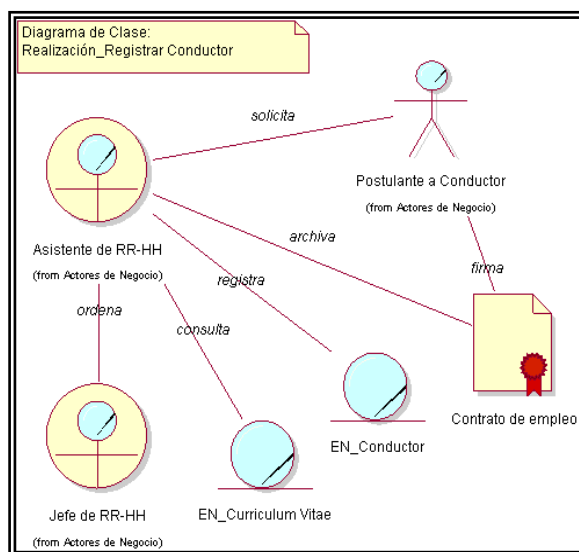 Diagrama de Clase:
Realización_Registrar Conductor
solicita
Postulante a Conductor
(from Actores de Negocio)
Asistente de RR-HH
(from Actores de Negocio)
archiva
firma
registra
ordena
consulta
Contrato de empleo
EN_Conductor
Jefe de RR-HH
(from Actores de Negocio)
EN_Curriculum Vitae